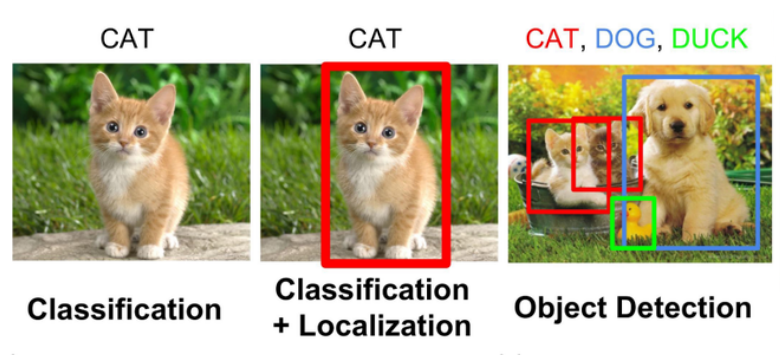 CAT
CAT
CAT, DOG, DUCK
Classification
Classification
+ Localization
Object Detection